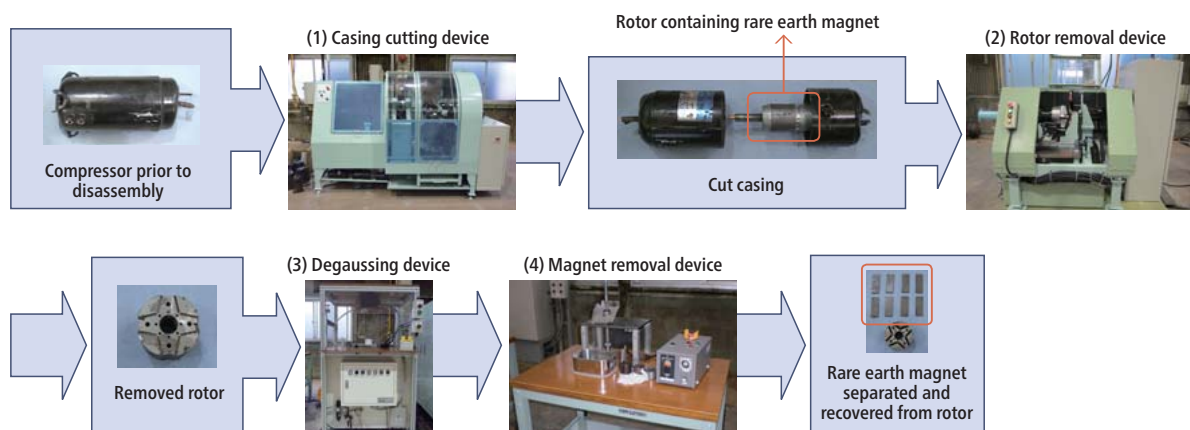 Rotor containing rare earth magnet
(1) Casing cutting device
(2) Rotor removal device
Compressor prior to
disassembly
Cut casing
(3) Degaussing device
(4) Magnet removal device
Removed rotor
Rare earth magnet
separated and
recovered from rotor